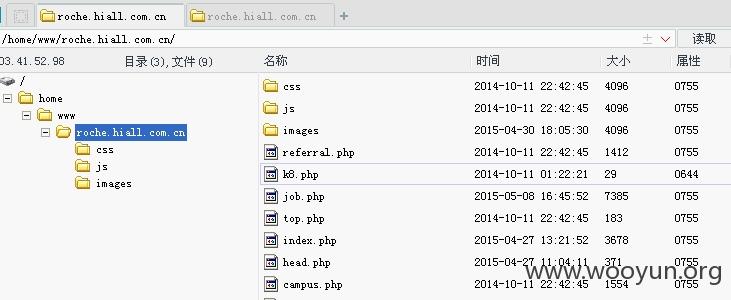 roche.hiall.com.cn roche.hiall.com.cn
/home/www/roche.hiall.com.cn/ 读取
03.41.52.98 目录(3),文件(9) 名称 时间 大小 属性
/
home
www
roche.hiall.com.cn
css
js
images
css 2014-10-11 22:42:45 4096 0755
js 2014-10-11 22:42:45 4096 0755
images 2015-04-30 18:05:30 4096 0755
referral.php 2014-10-11 22:42:45 1412 0755
k8.php 2014-10-11 01:22:21 29 0644
job.php 2015-05-08 16:45:52 7385 0755
top.php 2014-10-11 22:42:45 183 0755
index.php 2015-04-27 13:21:52 3678 0755
head.php 2015-04-27 11:04:11 371 0755
campus.php 2014-10-11 22:42:45 1554 0755
www.wooyun.org